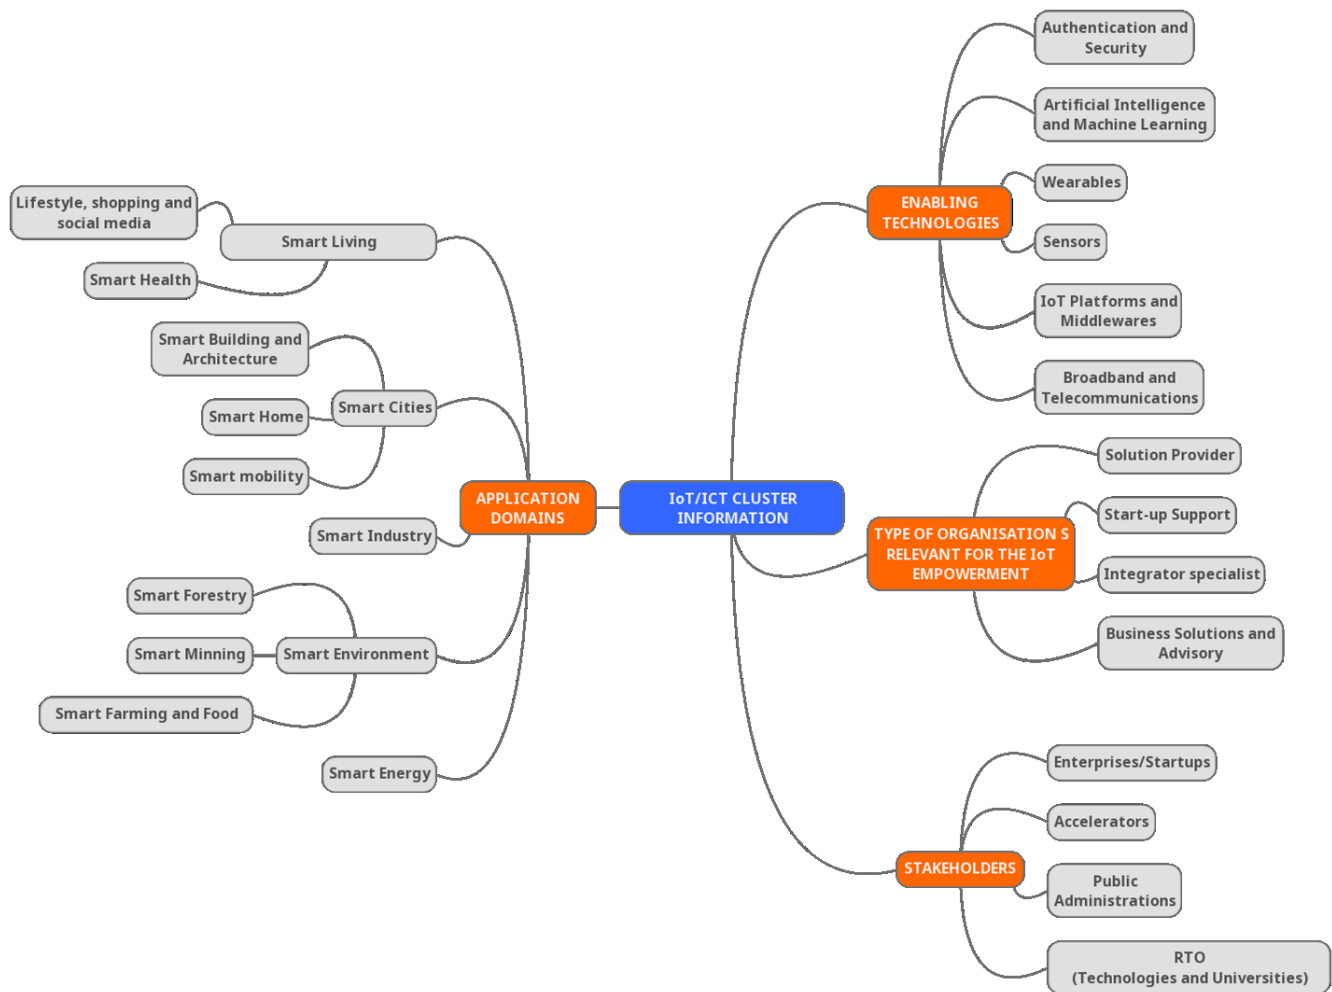 Authentication and
Security
Artificial Intelligence
and Machine Learning
Wearables
ENABLING
TECHNOLOGIES
Sensors
IoT Platforms and
Middlewares
Broadband and
Telecommunications
Lifestyle, shopping and
social media
Smart Living
Smart Health
Smart Building and
Architecture
Smart Cities
Smart Home
Smart mobility
APPLICATION
DOMAINS
IoT/ICT CLUSTER
INFORMATION
Smart Industry
Smart Forestry
Smart Minning
Smart Environment
Smart Farming and Food
Smart Energy
Solution Provider
Start-up Support
TYPE OF ORGANISATION S
RELEVANT FOR THE IoT
EMPOWERMENT
Integrator specialist
Business Solutions and
Advisory
Enterprises/Startups
Accelerators
STAKEHOLDERS
Public
Administrations
RTO
(Technologies and Universities)